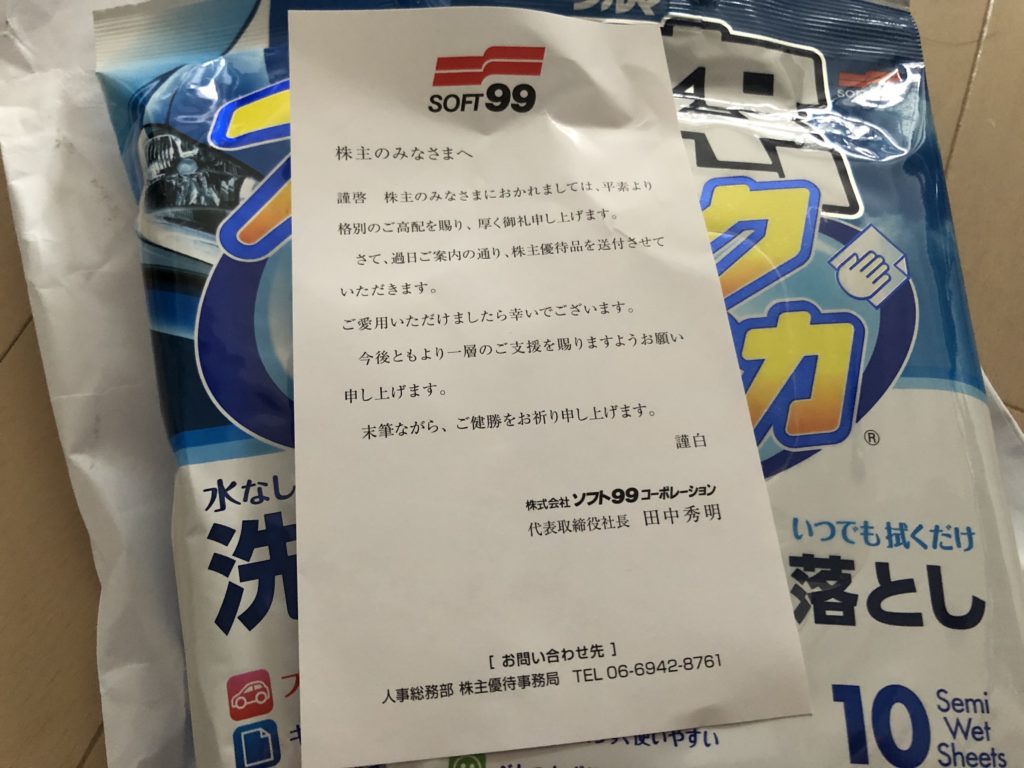 SOFT99
株主のみなさまへ
謹啓　株主のみなさまにおかれましては、平素より
格別のご高配を賜り、厚く御礼申し上げます。
さて、過日ご案内の通り、株主優待品を送付させて
いただきます。
ご愛用いただけましたら幸いでございます。
今後ともより一層のご支援を賜りますようお願い
申し上げます。
末筆ながら、ご健勝をお祈り申し上げます。
謹白
株式会社 ソフト99コーポレーション
代表取締役社長　田中秀明
[ お問い合わせ先 ]
人事総務部 株主優待事務局　TEL 06-6942-8761
フ
ク
カ
®
水なし
洗
いつでも拭くだけ
落とし
使いやすい
10
Semi
Wet
Sheets